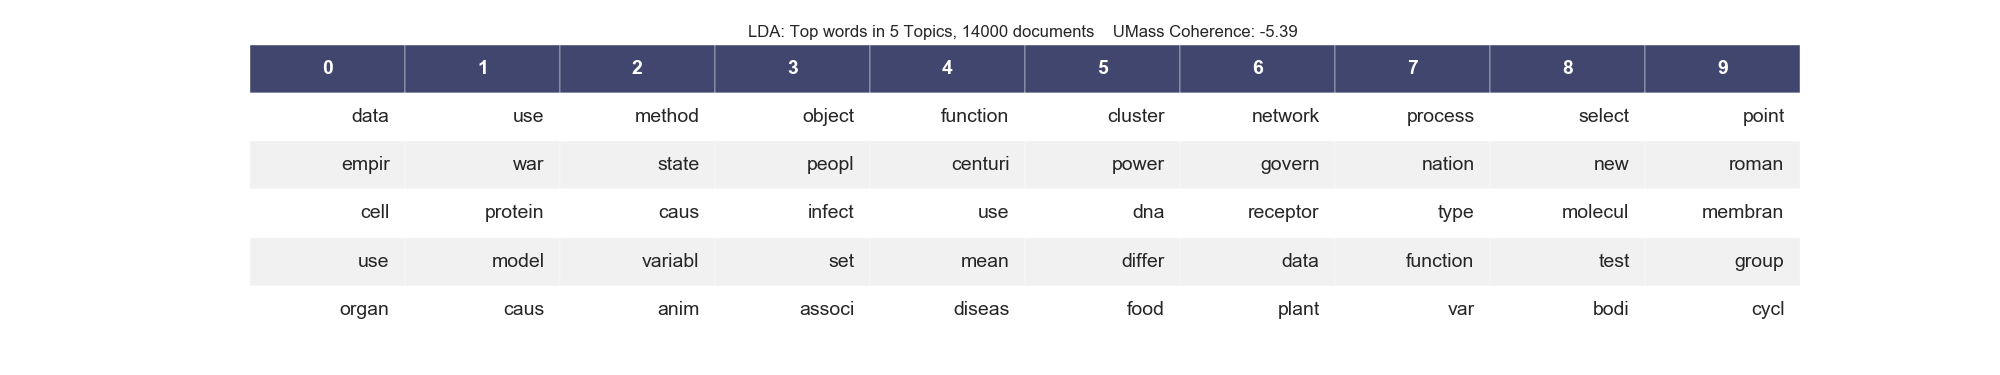 LDA: Top words in 5 Topics, 14000 documents    UMass Coherence: -5.39
0 1 2 3 4 5 6 7 8 9
data use method object function cluster network process select point
empir war state peopl centuri power govern nation new roman
cell protein caus infect use dna receptor type molecul membran
use model variabl set mean differ data function test group
organ caus anim associ diseas food plant var bodi cycl